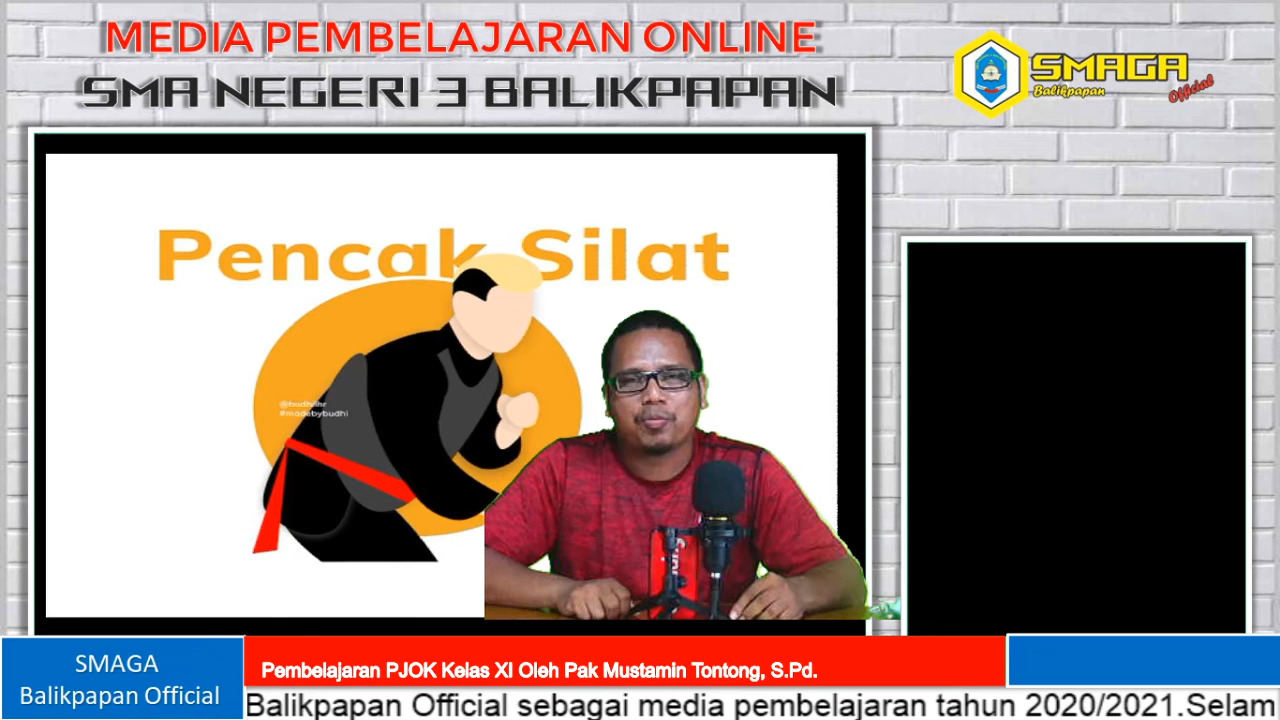 MEDIA PEMBELAJARAN ONLINE
SMA NEGERI 3 BALIKPAPAN
SMAGA
Balikpapan
Official
Pencak Silat
@budhiibr
#madebybudhi
SMAGA
Balikpapan Official
Pembelajaran PJOK Kelas XI Oleh Pak Mustamin Tontong, S.Pd.
Balikpapan Official sebagai media pembelajaran tahun 2020/2021.Selam